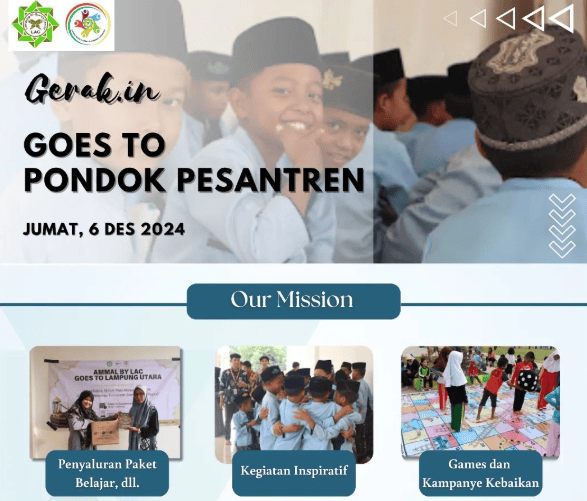 LAC
Gerak.in
GOES TO
PONDOK PESANTREN
JUMAT, 6 DES 2024
Our Mission
AMMAL BY LAC
GOES TO LAMPUNG UTARA
Penyaluran Paket
Belajar, dll.
Kegiatan Inspiratif
Games dan
Kampanye Kebaikan